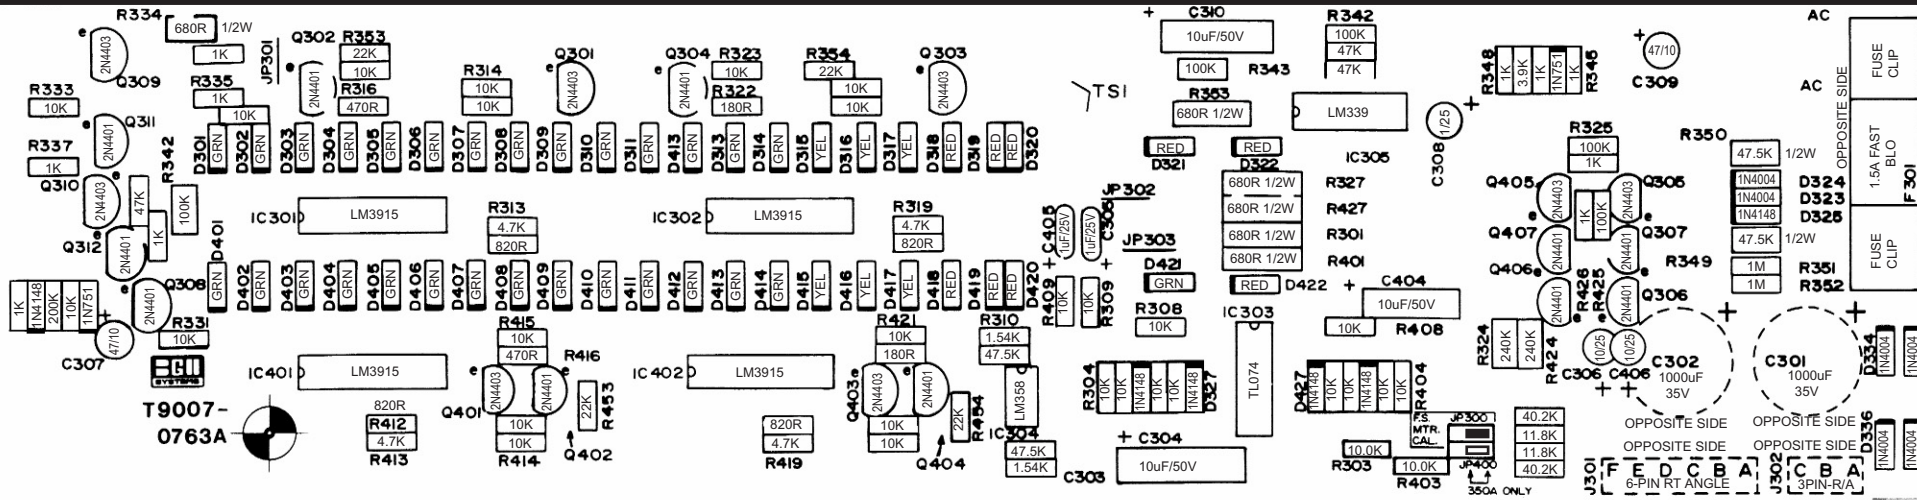 R334
680R 1/2W
1K
2N4403
Q309
R333
10K
R335
1K
10K
JP301
Q302 R353
22K
10K
R316
470R
2N4401
R314
10K
10K
Q301
2N4403
Q304 R323
10K
R322
180R
2N4401
R354
22K
10K
10K
Q303
2N4403
TS1
C310
10uF/50V
100K R343
R353
680R 1/2W
R342
100K
47K
47K
LM339
IC305
C308 1/25
R348 1K 3.9K 1K 1N751 1K R345
47/10
C309
AC
AC
FUSE CLIP
OPPOSITE SIDE
1.5A FAST BLO
F301
FUSE CLIP
Q311
2N4401
R337
1K
Q310
2N4403
R342
47K
100K
1K
Q312
2N4401
Q308
2N4401
D301 GRN D302 GRN D303 GRN D304 GRN D305 GRN D306 GRN D307 GRN D308 GRN D309 GRN D310 GRN D311 GRN D413 GRN D313 GRN D314 GRN D315 YEL D316 YEL D317 YEL D318 RED D319 RED RED D320
RED
D321
RED
D322
IC301 LM3915
R313
4.7K
820R
IC302 LM3915
R319
4.7K
820R
JP302
C405 1uF/25V 1uF/25V C305
JP303
680R 1/2W R327
680R 1/2W R427
680R 1/2W R301
680R 1/2W R401
R325
100K
1K
Q405 2N4403
2N4403 Q305
1K 100K
Q407 2N4401
2N4401 Q307
Q406 2N4401
R426 R425
2N4401 Q306
R350
47.5K 1/2W
1N4004 D324
1N4004 D323
1N4148 D325
47.5K 1/2W
R349
1M R351
1M R352
D401 GRN D402 GRN D403 GRN D404 GRN D405 GRN D406 GRN D407 GRN D408 GRN D409 GRN D410 GRN D411 GRN D412 GRN D413 GRN D414 GRN D415 YEL D416 YEL D417 YEL D418 RED D419 RED RED D420
R409 10K 10K R309
D421
GRN
RED D422
R308
10K
C404
10uF/50V
10K R408
1K 1N4148 200K 10K 1N751
47/10
C307
R331
10K
BGW
SYSTEMS
T9007-
0763A
IC401 LM3915
820R
R412
4.7K
R413
R415
10K
470R
Q401 2N4403
2N4401 Q402
10K
10K
R414
R416
22K R453
IC402 LM3915
820R
4.7K
R419
R421
10K
180R
Q403 2N4403
2N4401 Q404
10K
10K
22K R454
R310
1.54K
47.5K
LM358
IC304
47.5K
1.54K
C303
R304 10K 10K 1N4148 10K 10K 1N4148 D327
C304
10uF/50V
IC303
TL074
D427 1N4148 10K 1N4148 10K 10K R404
F.S. MTR. CAL.
JP300
JP400
350A ONLY
R303 10.0K
10.0K
R403
40.2K
11.8K
11.8K
40.2K
R324 240K 240K R424
10/25 10/25
C306 C406
C302
1000uF
35V
C301
1000uF
35V
D334 1N4004 1N4004
OPPOSITE SIDE
OPPOSITE SIDE
OPPOSITE SIDE
OPPOSITE SIDE
D336 1N4004 1N4004
J301 F E D C B A
6-PIN RT ANGLE
J302 C B A
3PIN-R/A